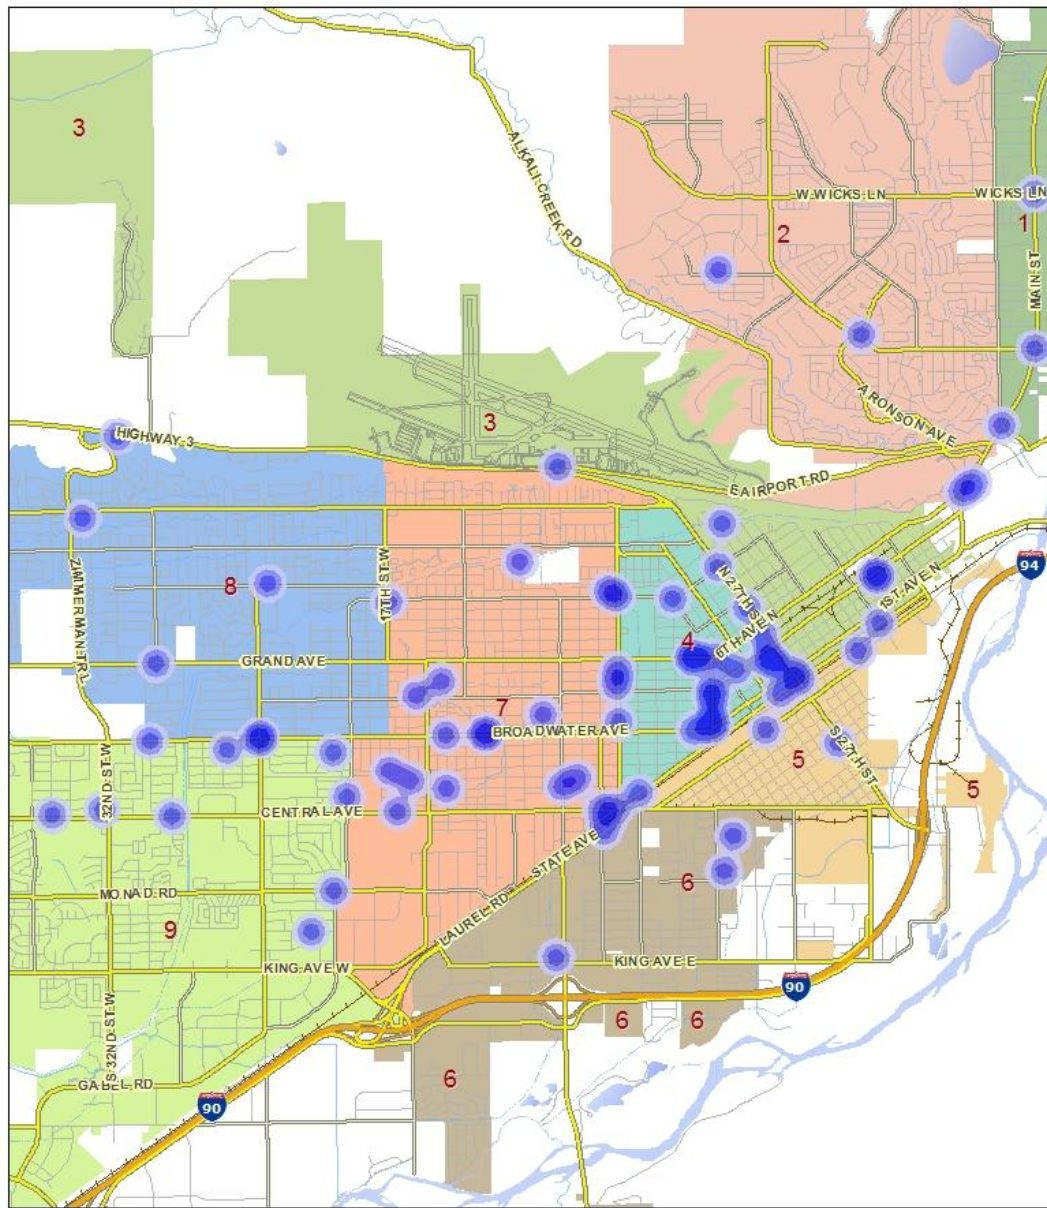 3
ALKALI CREEK RD
W WICKS LN
WICKS LN
1
2
MAIN ST
3
ARONSON AVE
HIGHWAY 3
E AIRPORT RD
ZIMMERMAN TRL
8
17TH ST W
N 27TH ST
94
1ST AVE N
6TH AVE N
4
GRAND AVE
7
BROADWATER AVE
S 27TH ST
5
5
32ND ST W
CENTRAL AVE
STATE AVE
LAUREL RD
MONAD RD
6
9
KING AVE W
KING AVE E
90
6
6
S 32ND ST W
6
GABEL RD
90